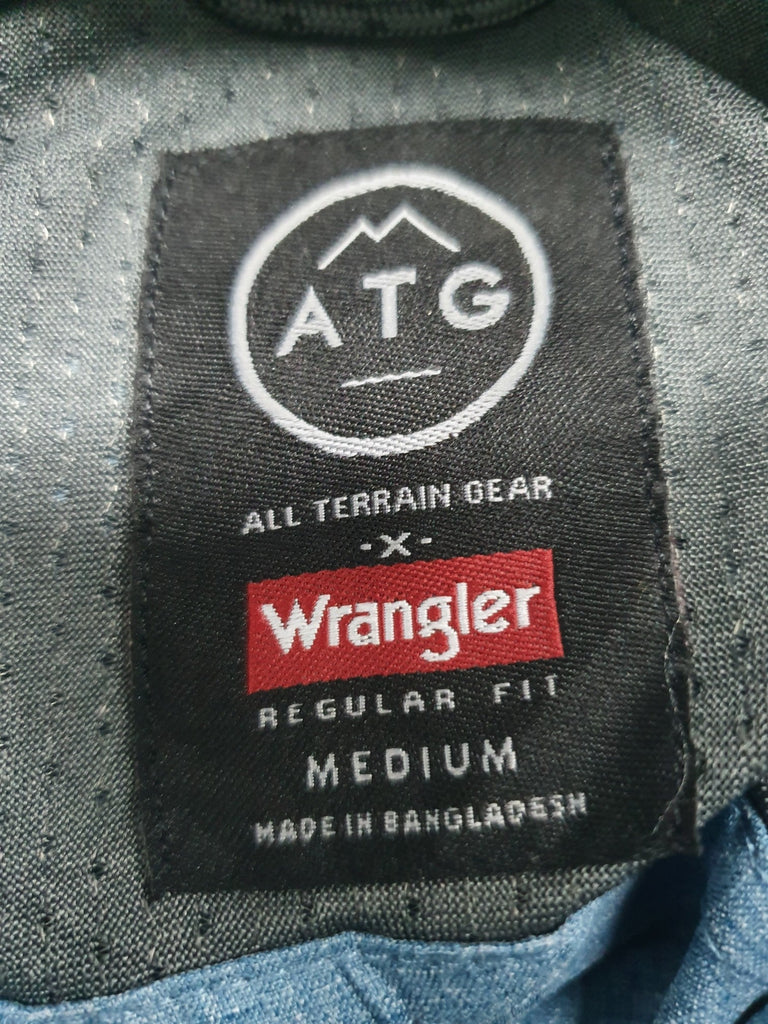 ATG
ALL TERRAIN GEAR
-X-
Wrangler
REGULAR FIT
MEDIUM
MADE IN BANGLADESH